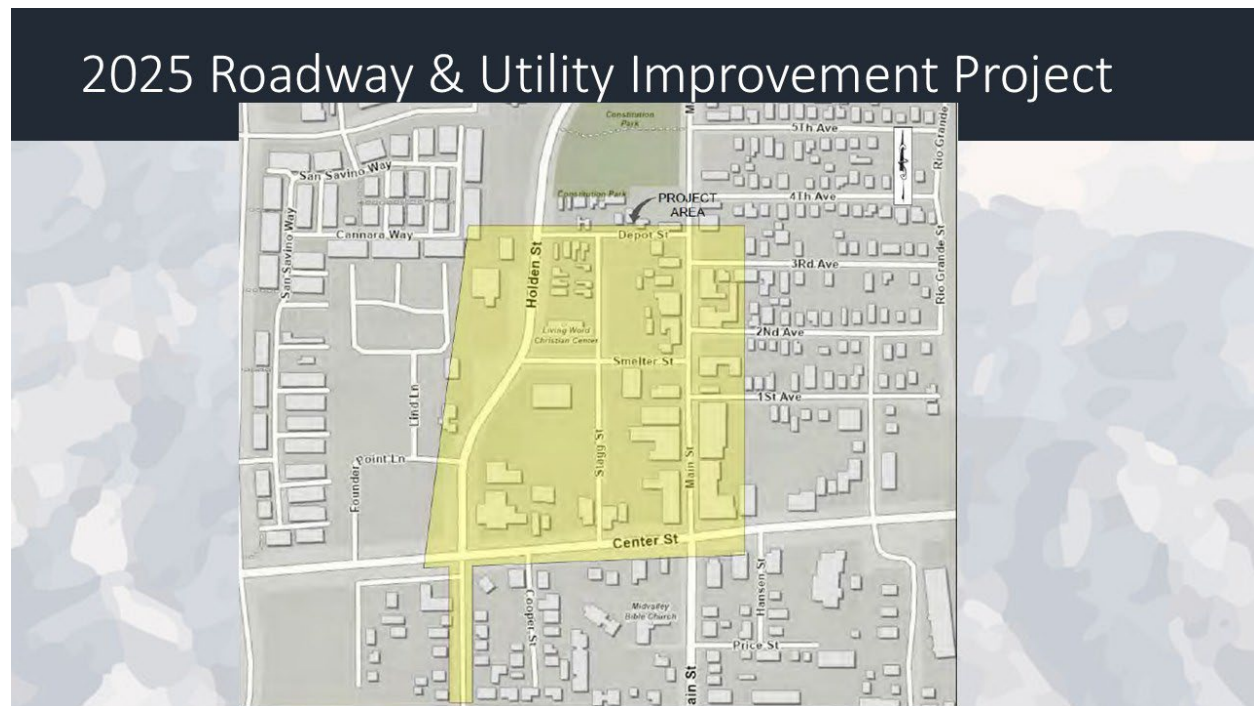 2025 Roadway & Utility Improvement Project
Constitution
Park
M
5Th Ave
Rio Grande
San Savino Way
Constitution Park
PROJECT
AREA
4Th Ave
Cannara Way
Depot St
San Savino Way
Holden St
3Rd Ave
Rio Grande St
Living Word
Christian Center
2Nd Ave
Smelter St
Lind Ln
1St Ave
Founder
Point Ln
Stagg St
Main St
Center St
Cooper St
Midvalley
Bible Church
Hansen St
Price St
ain St